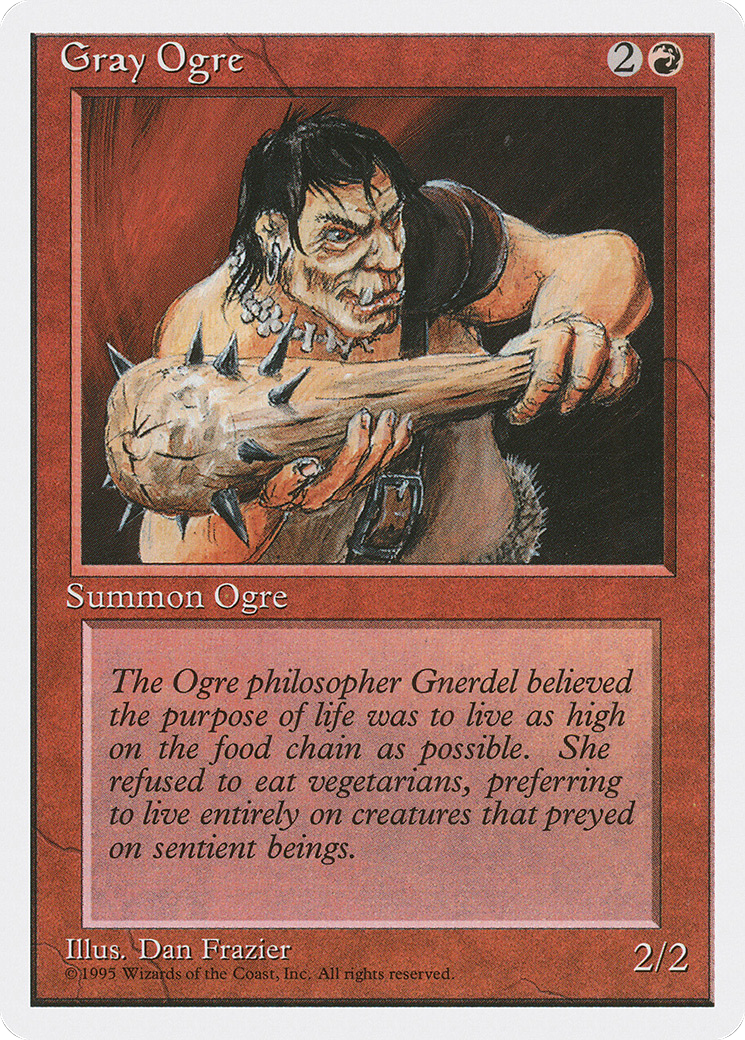 Gray Ogre 2
Summon Ogre
The Ogre philosopher Gnerdel believed
the purpose of life was to live as high
on the food chain as possible. She
refused to eat vegetarians, preferring
to live entirely on creatures that preyed
on sentient beings.
Illus. Dan Frazier
©1995 Wizards of the Coast, Inc. All rights reserved.
2/2